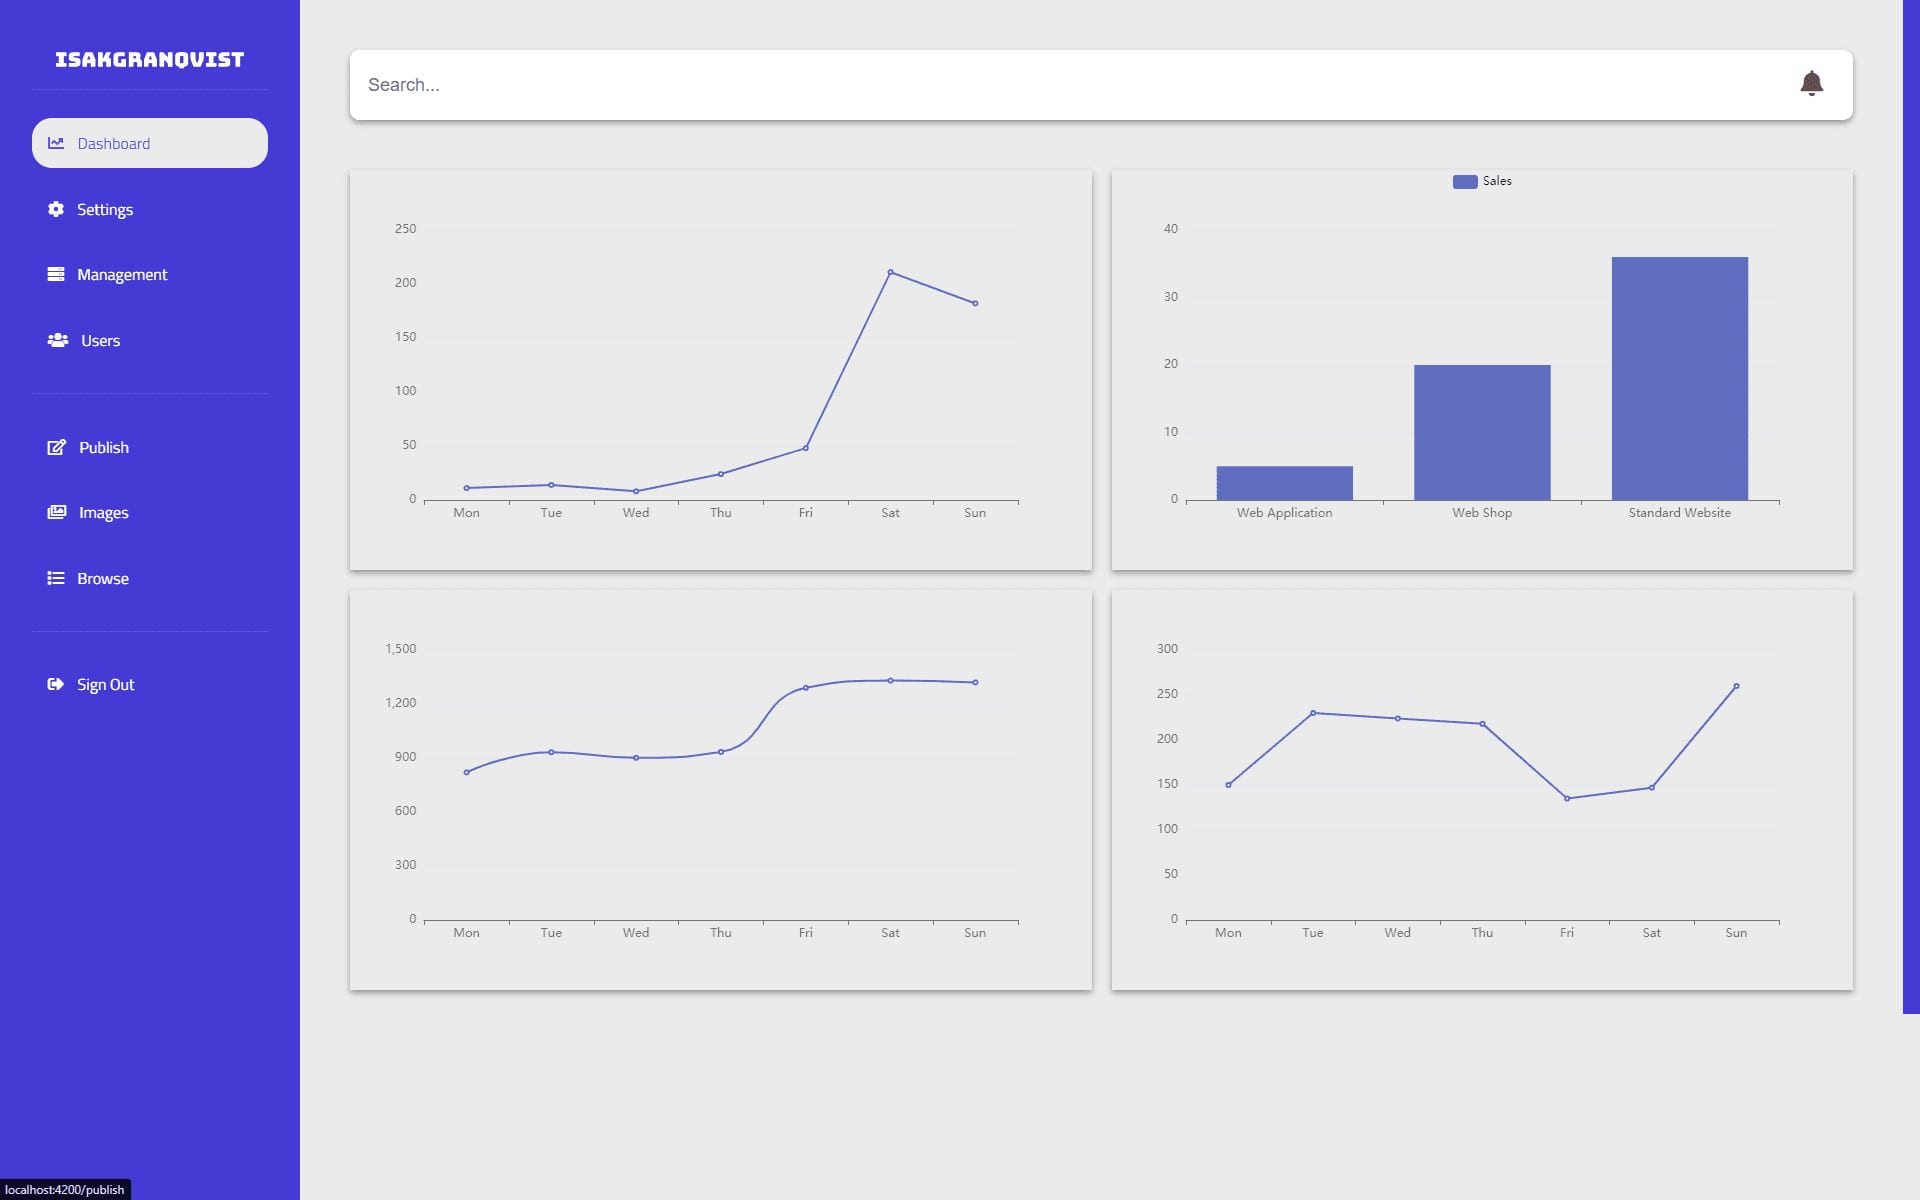 ISAKGRANQVIST
Dashboard
Settings
Management
Users
Publish
Images
Browse
Sign Out
Search...
250
200
150
100
50
0
Mon Tue Wed Thu Fri Sat Sun
Sales
40
30
20
10
0
Web Application Web Shop Standard Website
1,500
1,200
900
600
300
0
Mon Tue Wed Thu Fri Sat Sun
300
250
200
150
100
50
0
Mon Tue Wed Thu Fri Sat Sun
localhost:4200/publish